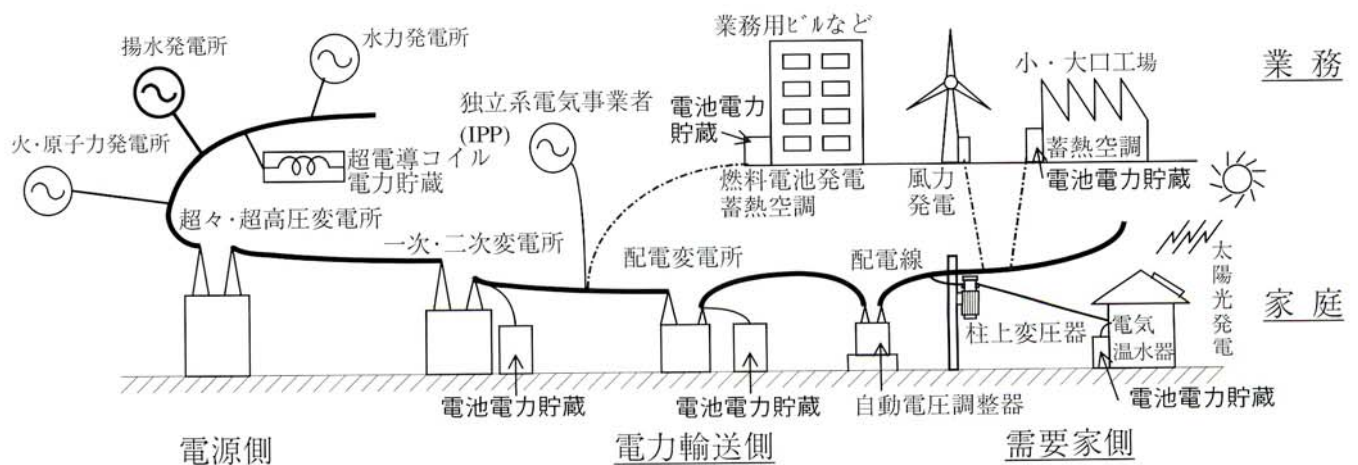 業務用ビルなど
水力発電所
揚水発電所
小・大口工場
業 務
独立系電気事業者
(IPP)
電池電力
貯蔵
火・原子力発電所
超電導コイル
電力貯蔵
蓄熱空調
燃料電池発電
蓄熱空調
風力
発電
電池電力貯蔵
超々・超高圧変電所
一次・二次変電所
配電変電所
配電線
太陽光発電
家 庭
柱上変圧器
電気
温水器
電池電力貯蔵
電池電力貯蔵
自動電圧調整器
電池電力貯蔵
電源側
電力輸送側
需要家側